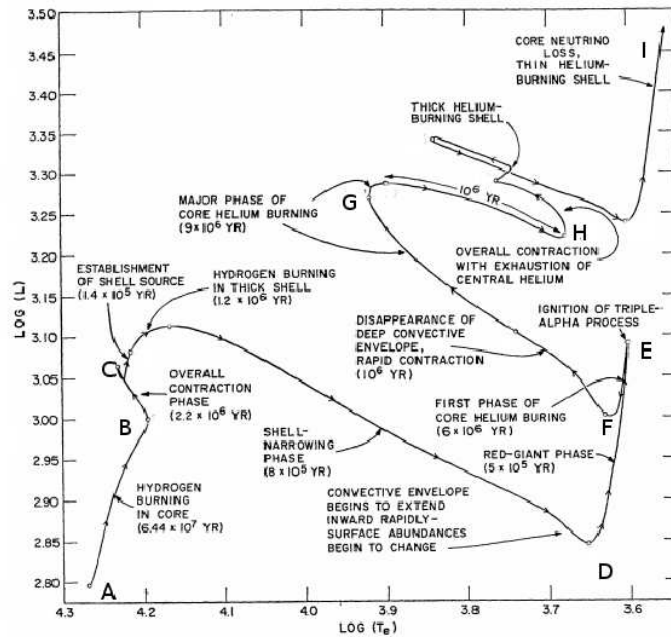 3.50
3.45
3.40
3.35
3.30
3.25
3.20
3.15
3.10
3.05
3.00
2.95
2.90
2.85
2.80
LOG (L)
4.3
4.2
4.1
4.0
3.9
3.8
3.7
3.6
LOG (Te)
CORE NEUTRINO
LOSS,
THIN HELIUM-
BURNING SHELL
I
THICK HELIUM-
BURNING SHELL
10⁶ YR
G
H
MAJOR PHASE OF
CORE HELIUM BURNING
(9 x 10⁶ YR)
OVERALL CONTRACTION
WITH EXHAUSTION OF
CENTRAL HELIUM
ESTABLISHMENT
OF SHELL SOURCE
(1.4 x 10⁵ YR)
HYDROGEN BURNING
IN THICK SHELL
(1.2 x 10⁶ YR)
IGNITION OF TRIPLE-
ALPHA PROCESS
E
DISAPPEARANCE OF
DEEP CONVECTIVE
ENVELOPE,
RAPID CONTRACTION
(10⁶ YR)
C
OVERALL
CONTRACTION
PHASE
(2.2 x 10⁶ YR)
B
FIRST PHASE OF
CORE HELIUM BURING
(6 x 10⁶ YR)
F
SHELL-
NARROWING
PHASE
(8 x 10⁵ YR)
RED-GIANT PHASE
(5 x 10⁵ YR)
HYDROGEN
BURNING
IN CORE
(6.44 x 10⁷ YR)
CONVECTIVE ENVELOPE
BEGINS TO EXTEND
INWARD RAPIDLY-
SURFACE ABUNDANCES
BEGIN TO CHANGE
A
D